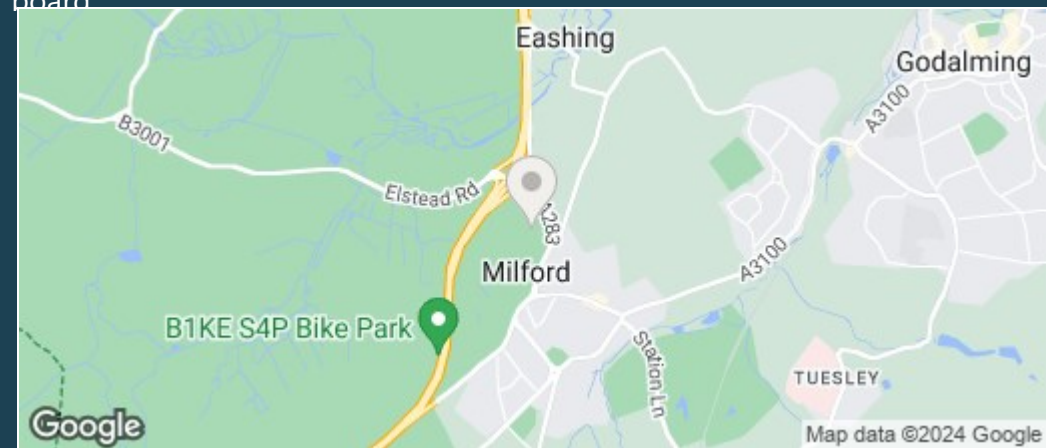 board
Eashing
Godalming
A3100
B3001
Elstead Rd
A283
Milford
A3100
B1KE S4P Bike Park
Station Ln
TUESLEY
Google
Map data ©2024 Google